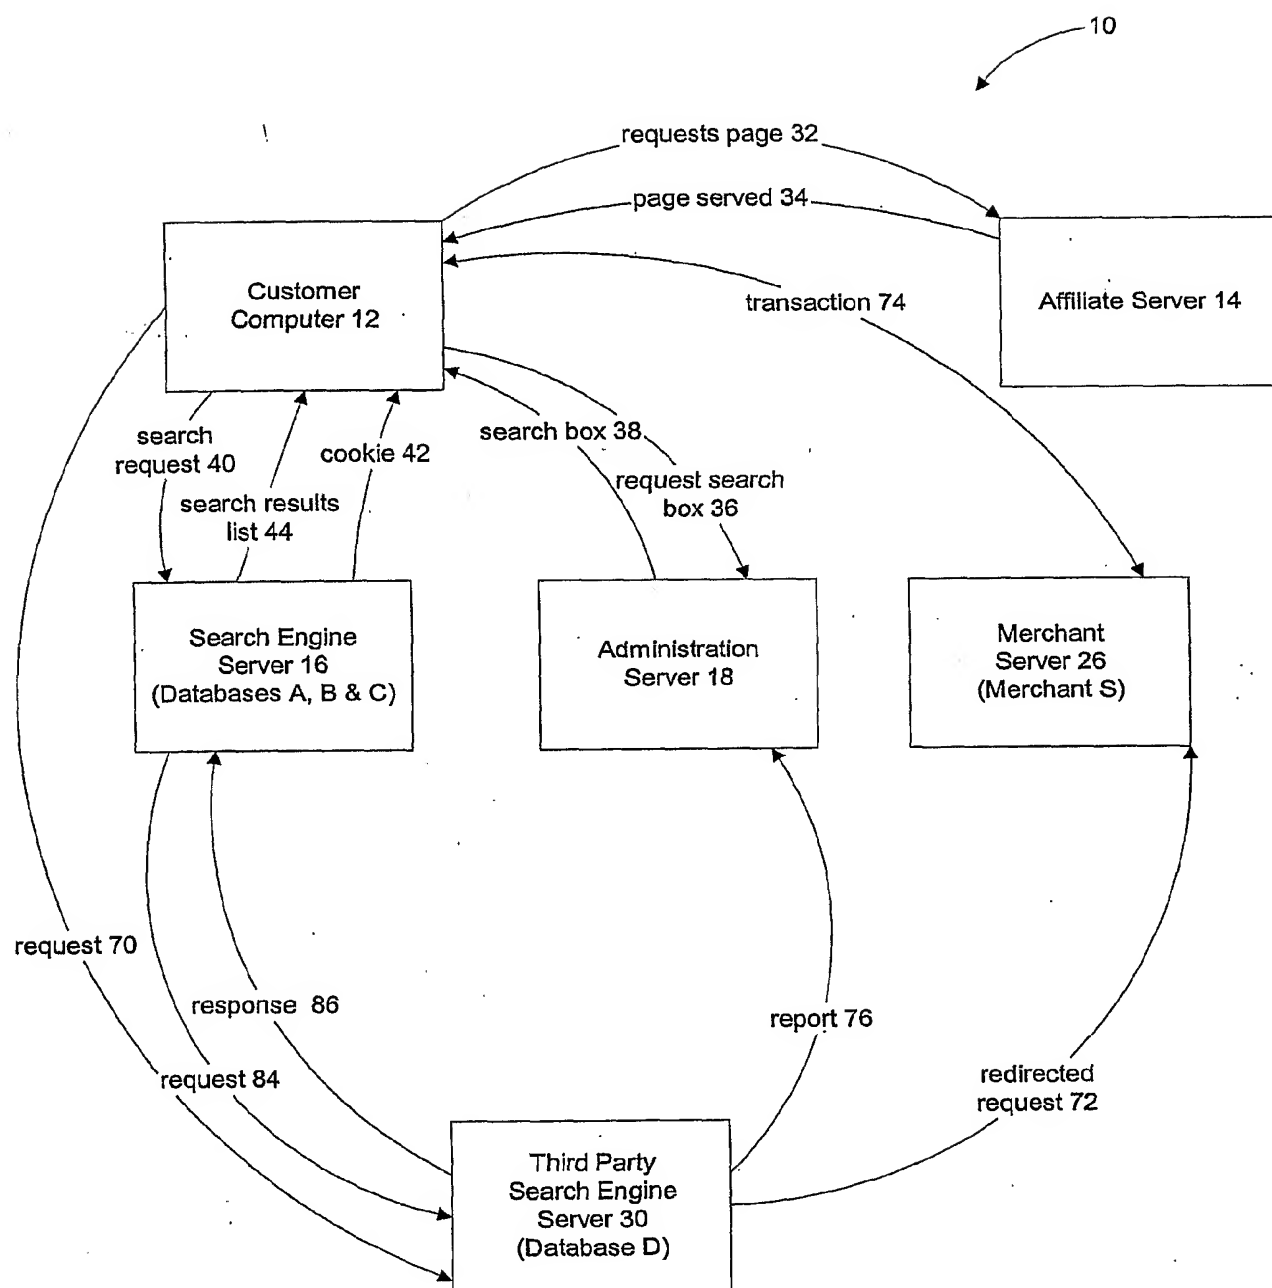 10
requests page 32
page served 34
Customer
Computer 12
transaction 74
Affiliate Server 14
search
request 40
cookie 42
search box 38
request search
box 36
search results
list 44
Search Engine
Server 16
(Databases A, B & C)
Administration
Server 18
Merchant
Server 26
(Merchant S)
request 70
response 86
report 76
request 84
redirected
request 72
Third Party
Search Engine
Server 30
(Database D)